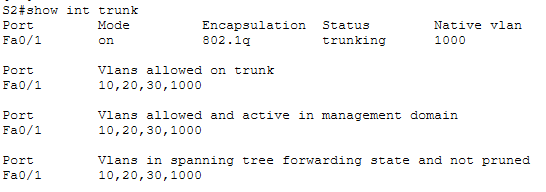 S2#show int trunk
Port        Mode         Encapsulation  Status        Native vlan
Fa0/1       on           802.1q         trunking      1000
Port        Vlans allowed on trunk
Fa0/1       10,20,30,1000
Port        Vlans allowed and active in management domain
Fa0/1       10,20,30,1000
Port        Vlans in spanning tree forwarding state and not pruned
Fa0/1       10,20,30,1000